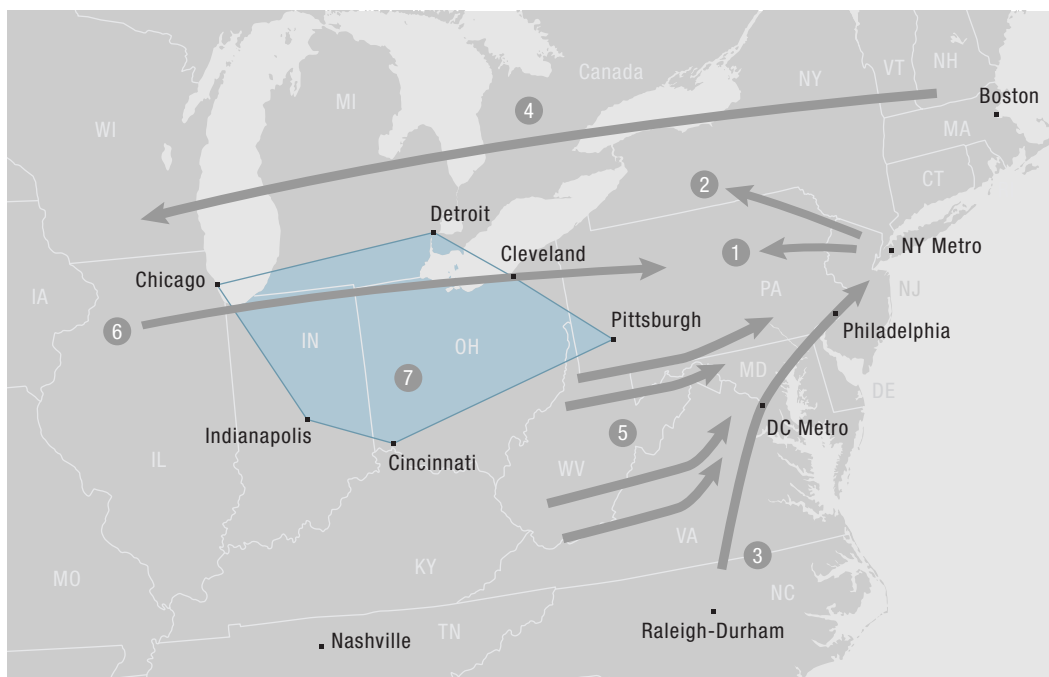 Canada
NY
VT
NH
MI
WI
4
Boston
MA
2
CT
Detroit
Cleveland
1
NY Metro
Chicago
IA
PA
NJ
6
Pittsburgh
Philadelphia
IN
OH
7
MD
DE
Indianapolis
DC Metro
5
Cincinnati
IL
WV
VA
3
KY
MO
NC
Raleigh-Durham
TN
Nashville